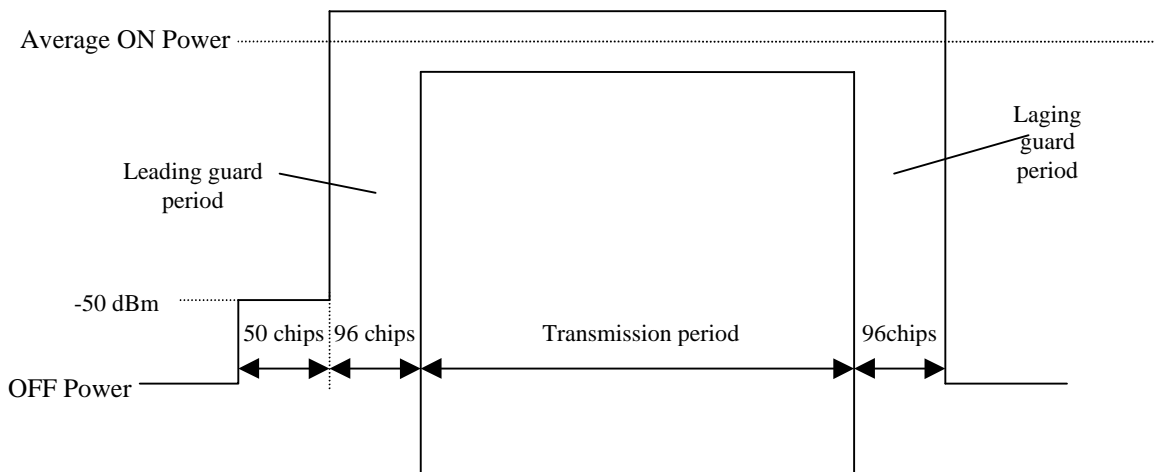 Average ON Power
Laging
guard
period
Leading guard
period
-50 dBm
50 chips
96 chips
Transmission period
96chips
OFF Power